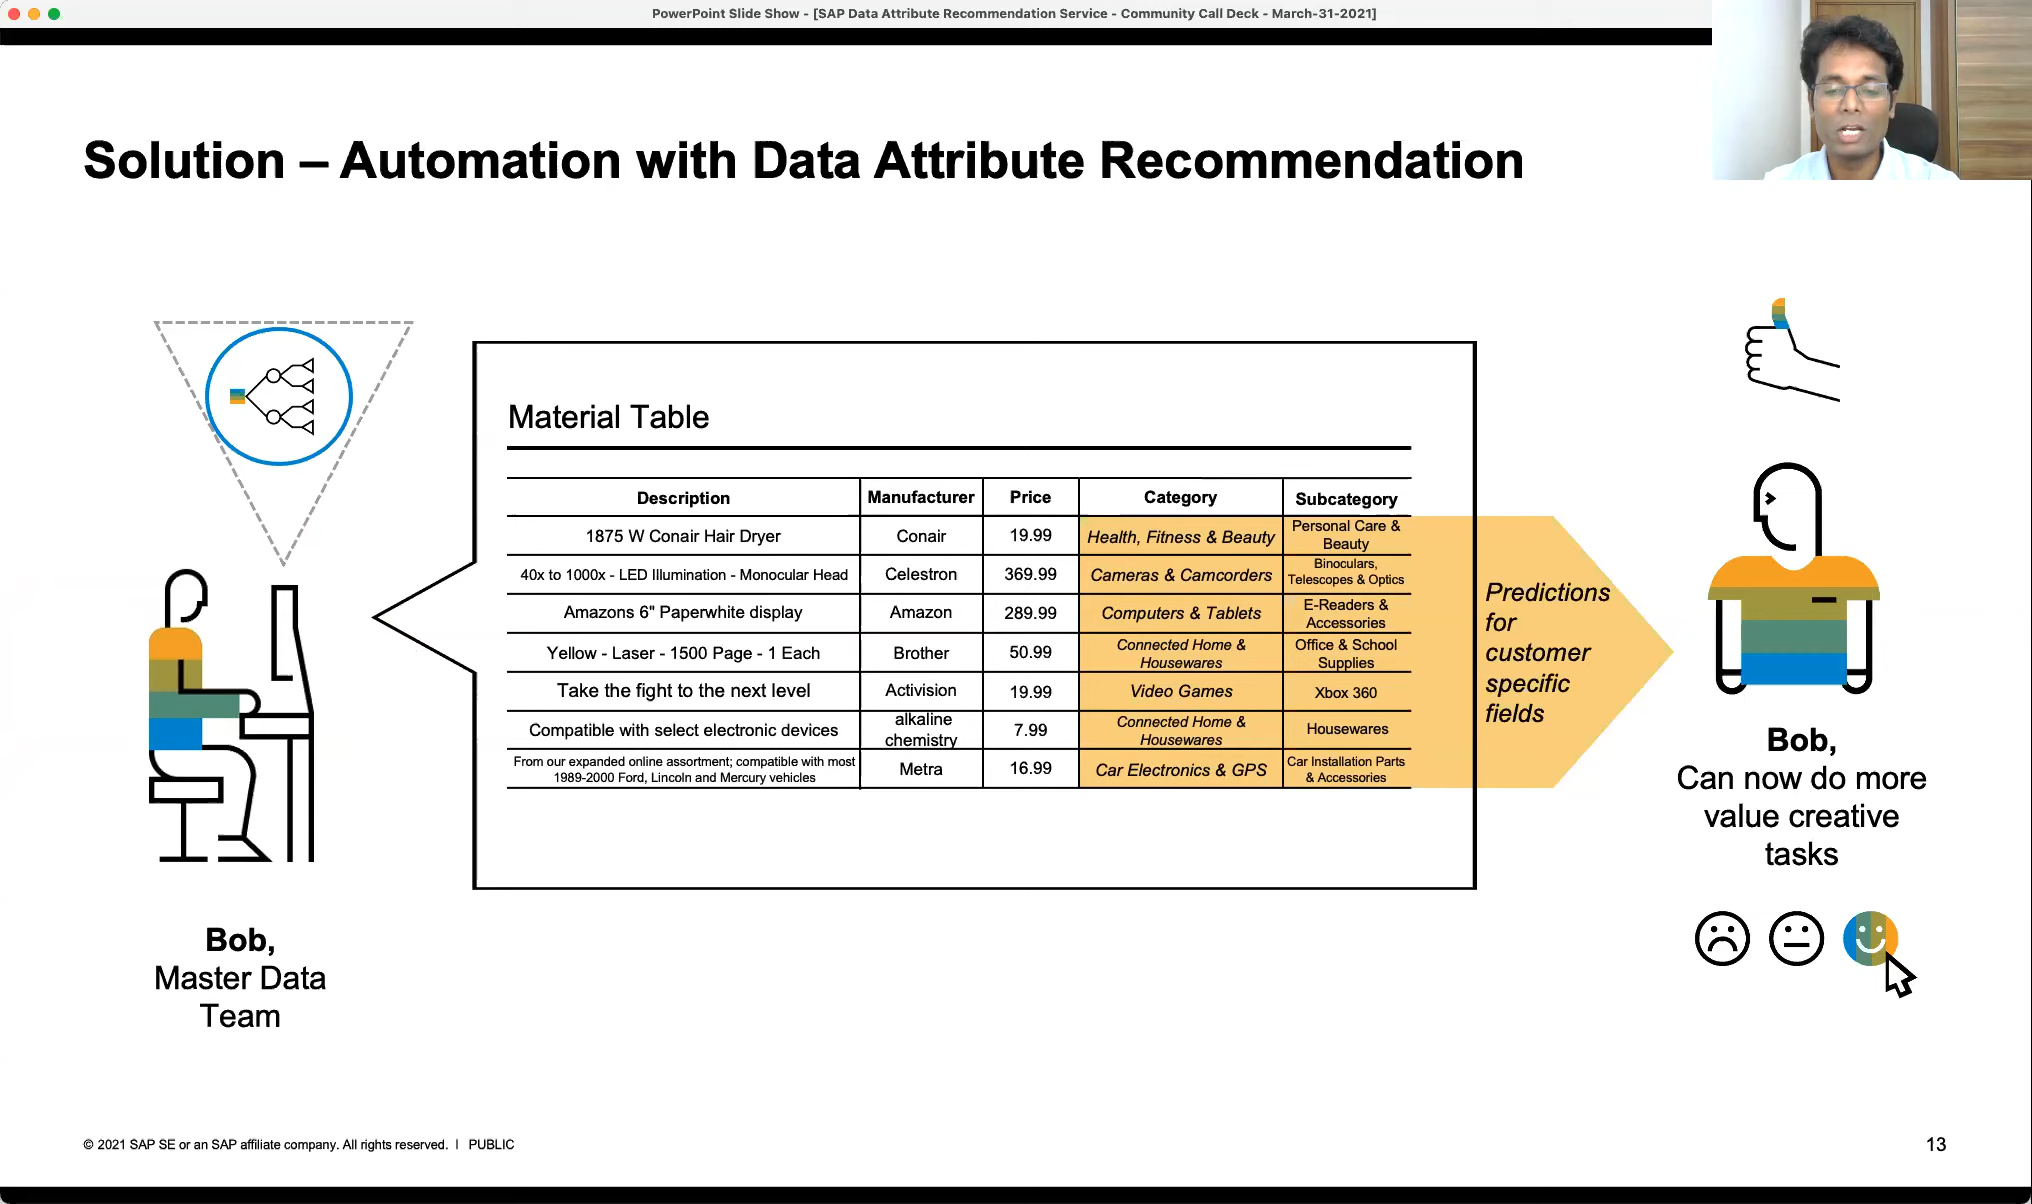 PowerPoint Slide Show - [SAP Data Attribute Recommendation Service - Community Call Deck - March-31-2021]
Solution – Automation with Data Attribute Recommendation
Material Table
Description Manufacturer Price Category Subcategory
1875 W Conair Hair Dryer Conair 19.99 Health, Fitness & Beauty Personal Care &
Beauty
40x to 1000x - LED Illumination - Monocular Head Celestron 369.99 Cameras & Camcorders Binoculars,
Telescopes & Optics
Amazons 6" Paperwhite display Amazon 289.99 Computers & Tablets E-Readers &
Accessories
Yellow - Laser - 1500 Page - 1 Each Brother 50.99 Connected Home &
Housewares Office & School
Supplies
Take the fight to the next level Activision 19.99 Video Games Xbox 360
Compatible with select electronic devices alkaline
chemistry 7.99 Connected Home &
Housewares Housewares
From our expanded online assortment; compatible with most
1989-2000 Ford, Lincoln and Mercury vehicles Metra 16.99 Car Electronics & GPS Car Installation Parts
& Accessories
Predictions
for
customer
specific
fields
Bob,
Can now do more
value creative
tasks
Bob,
Master Data
Team
© 2021 SAP SE or an SAP affiliate company. All rights reserved. I PUBLIC
13